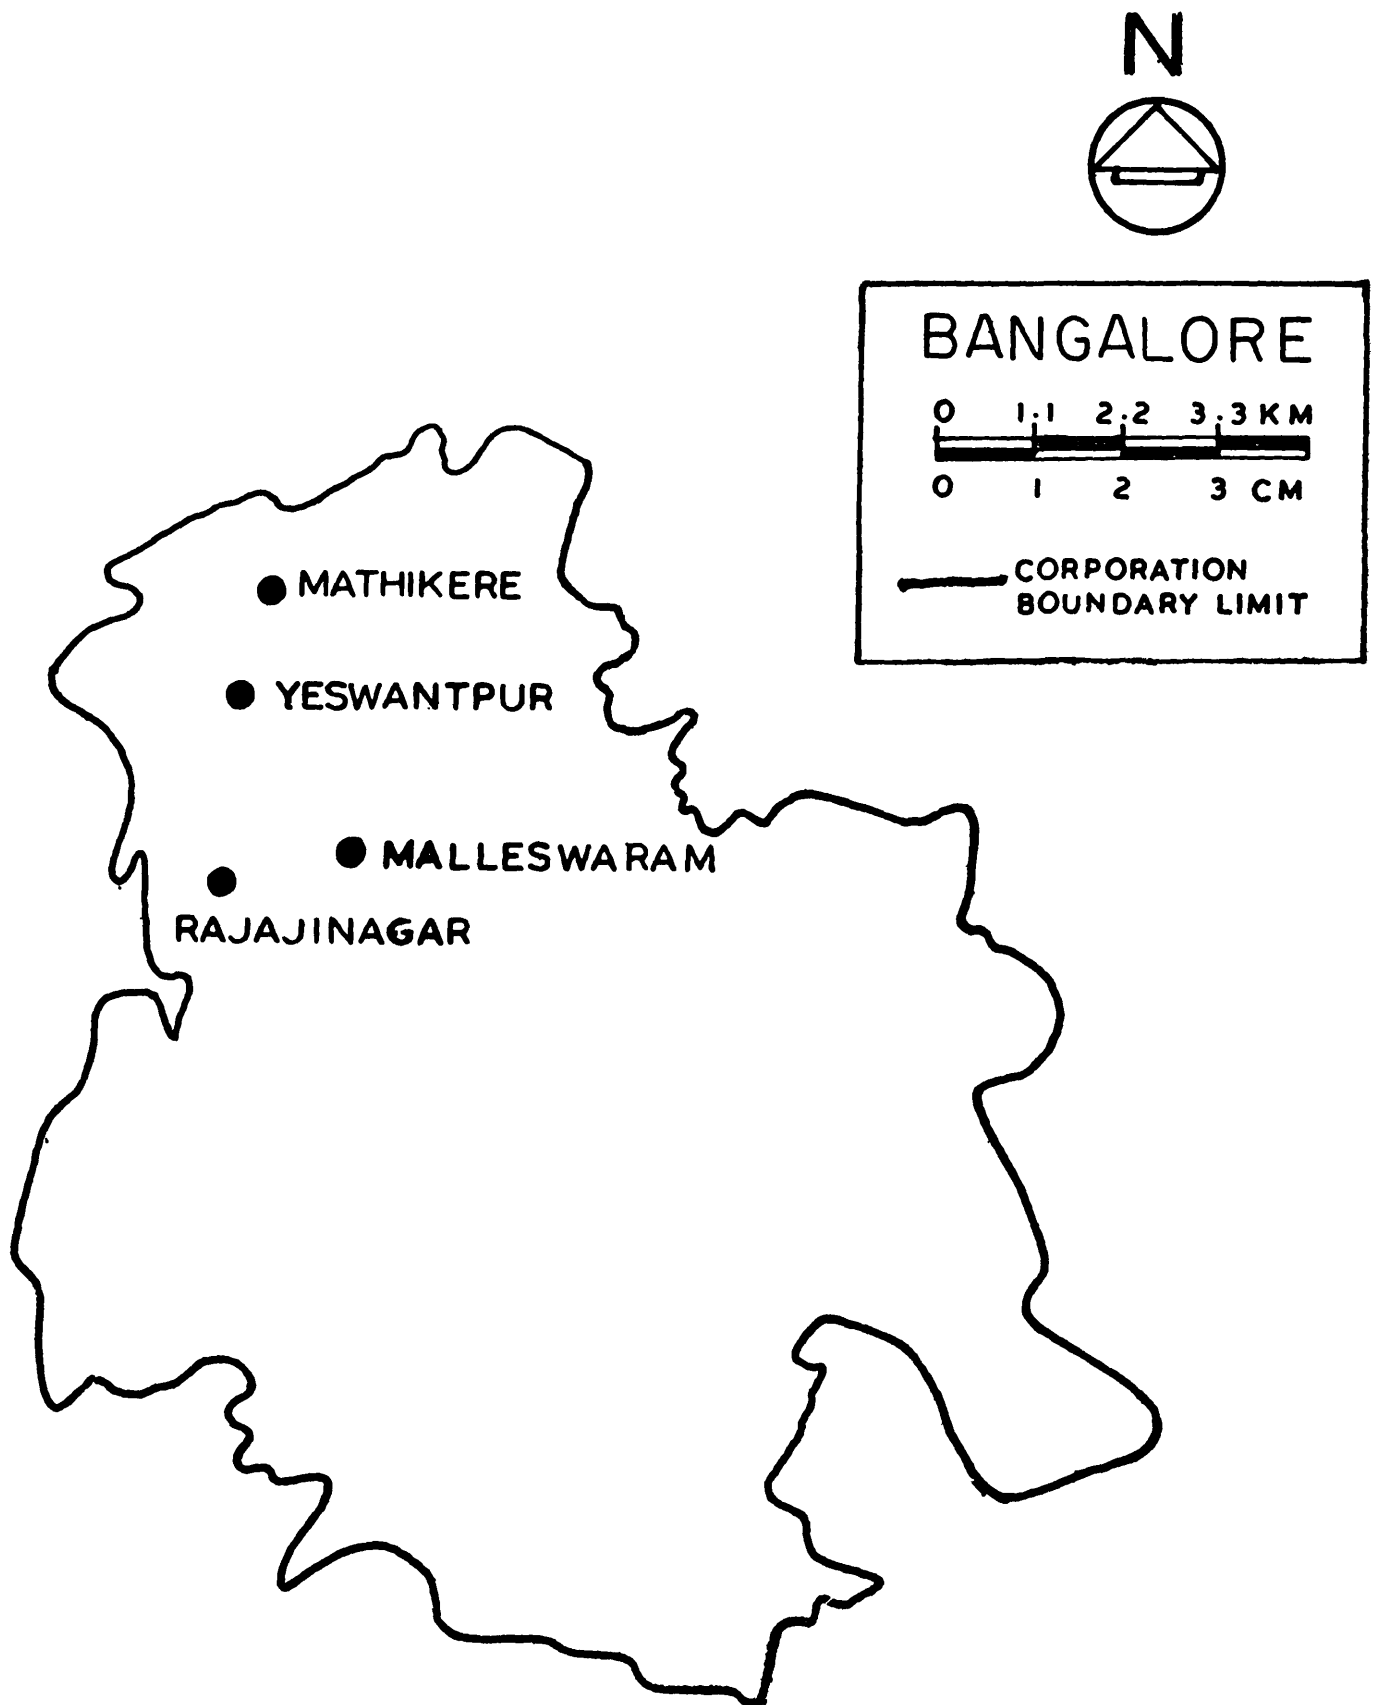 N
BANGALORE
0 1.1 2.2 3.3 KM
0 1 2 3 CM
CORPORATION
BOUNDARY LIMIT
MATHIKERE
YESWANTPUR
MALLESWARAM
RAJAJINAGAR